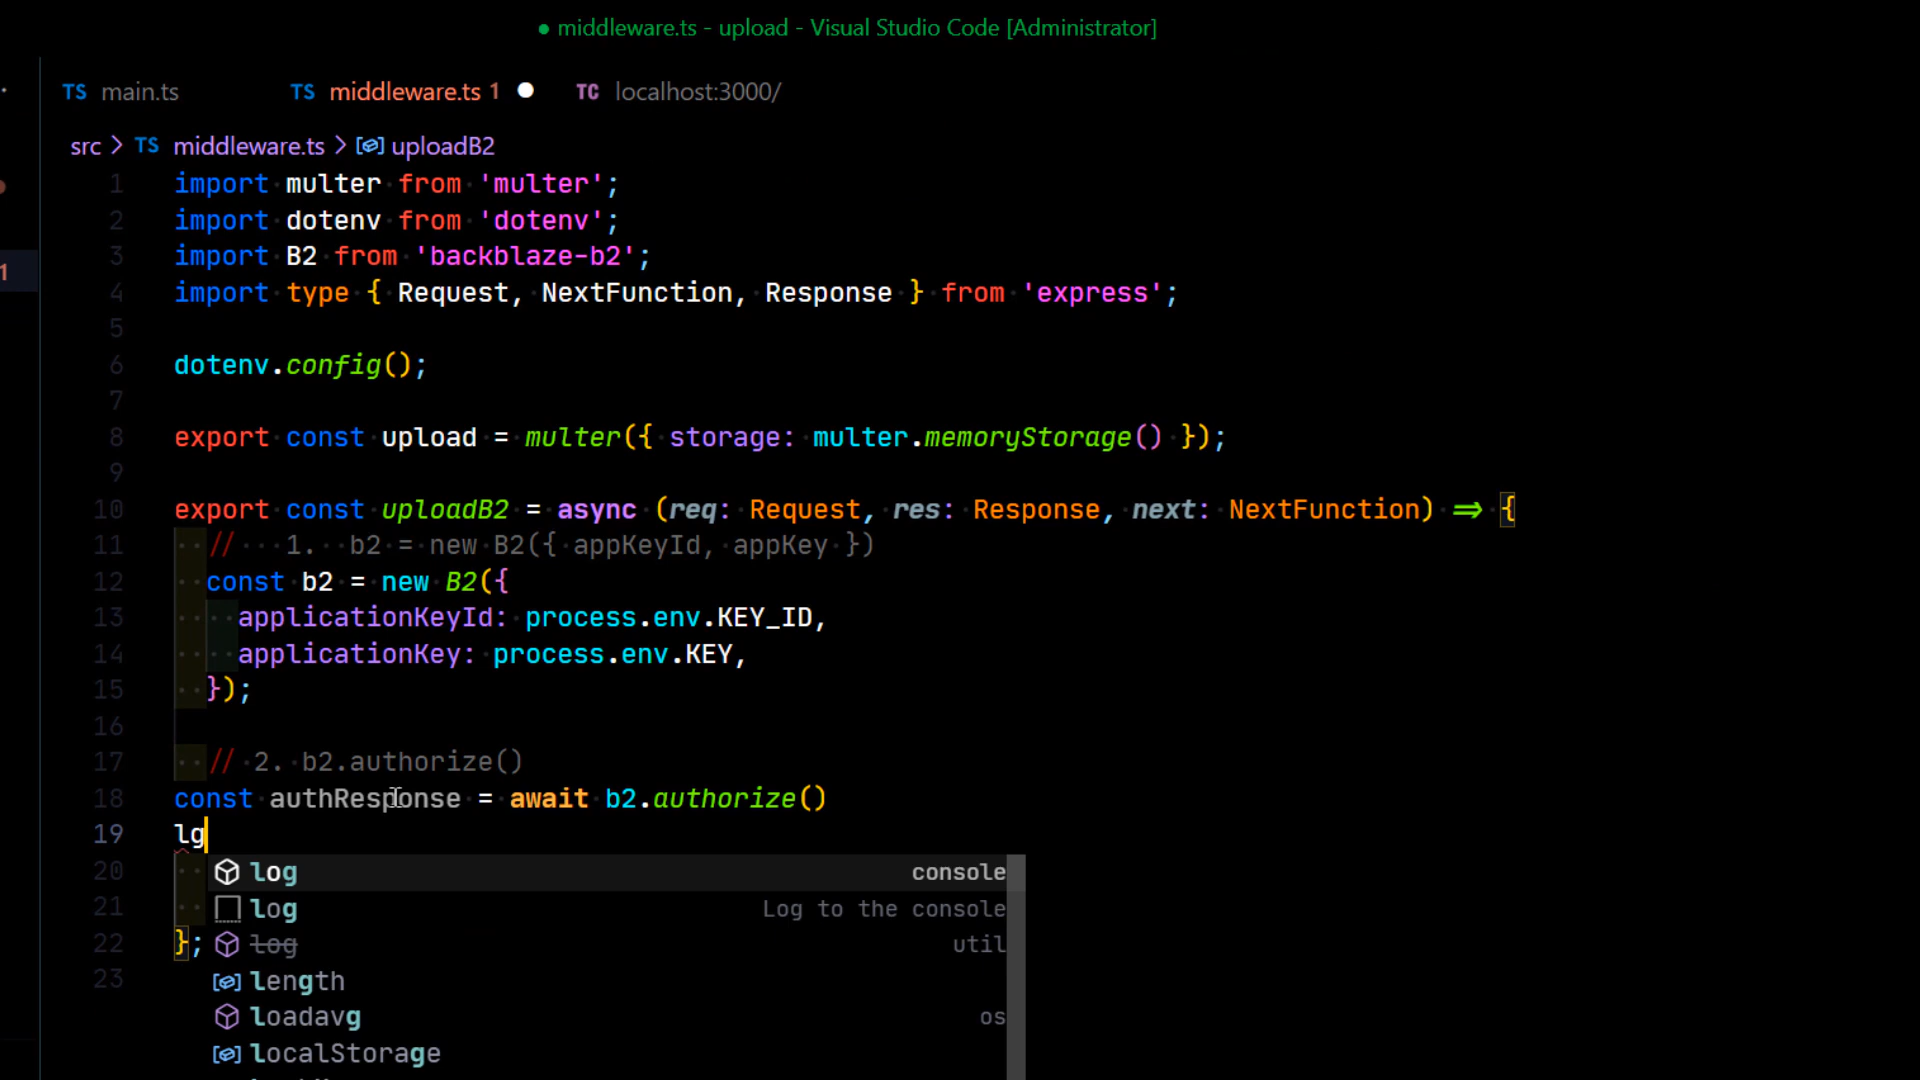 ● middleware.ts - upload - Visual Studio Code [Administrator]
TS main.ts TS middleware.ts 1 ● TC localhost:3000/
src > TS middleware.ts > uploadB2
1 import multer from 'multer';
2 import dotenv from 'dotenv';
3 import B2 from 'backblaze-b2';
4 import type { Request, NextFunction, Response } from 'express';
5
6 dotenv.config();
7
8 export const upload = multer({ storage: multer.memoryStorage() });
9
10 export const uploadB2 = async (req: Request, res: Response, next: NextFunction) => {
11 // 1. b2 = new B2({ appKeyId, appKey })
12 const b2 = new B2({
13 applicationKeyId: process.env.KEY_ID,
14 applicationKey: process.env.KEY,
15 });
16
17 // 2. b2.authorize()
18 const authResponse = await b2.authorize()
19 lg
20 log console
21 log Log to the console
22 }; log util
23 length
loadavg os
localStorage
1